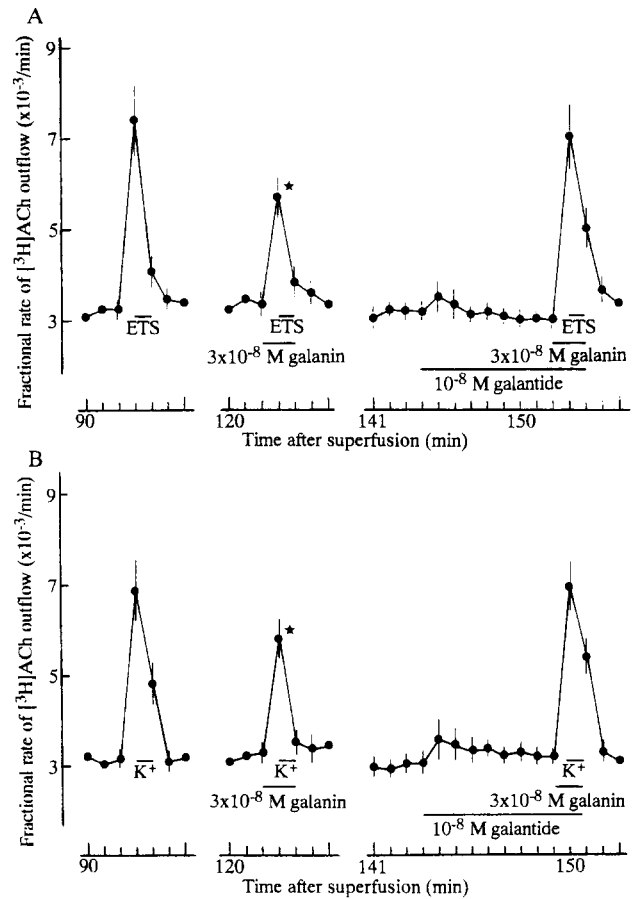 A
Fractional rate of [³H]ACh outflow (x10⁻³/min)
9
7
5
3
ETS
ETS
ETS
3x10⁻⁸ M galanin
3x10⁻⁸ M galanin
10⁻⁸ M galantide
90
120
141
150
Time after superfusion (min)
B
Fractional rate of [³H]ACh outflow (x10⁻³/min)
9
7
5
3
K⁺
K⁺
K⁺
3x10⁻⁸ M galanin
3x10⁻⁸ M galanin
10⁻⁸ M galantide
90
120
141
150
Time after superfusion (min)